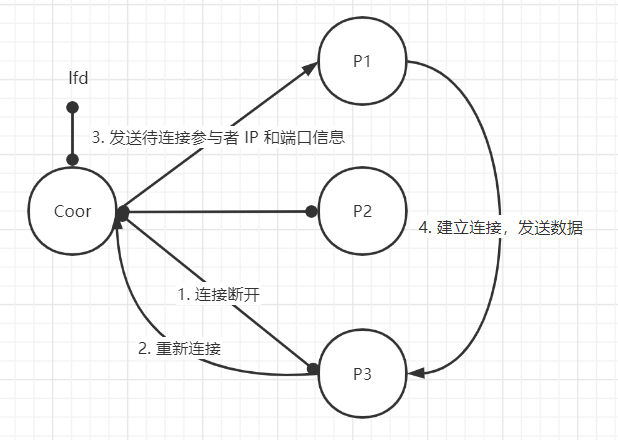 P1
lfd
3. 发送待连接参与者 IP 和端口信息
Coor
P2
4. 建立连接，发送数据
1. 连接断开
2. 重新连接
P3